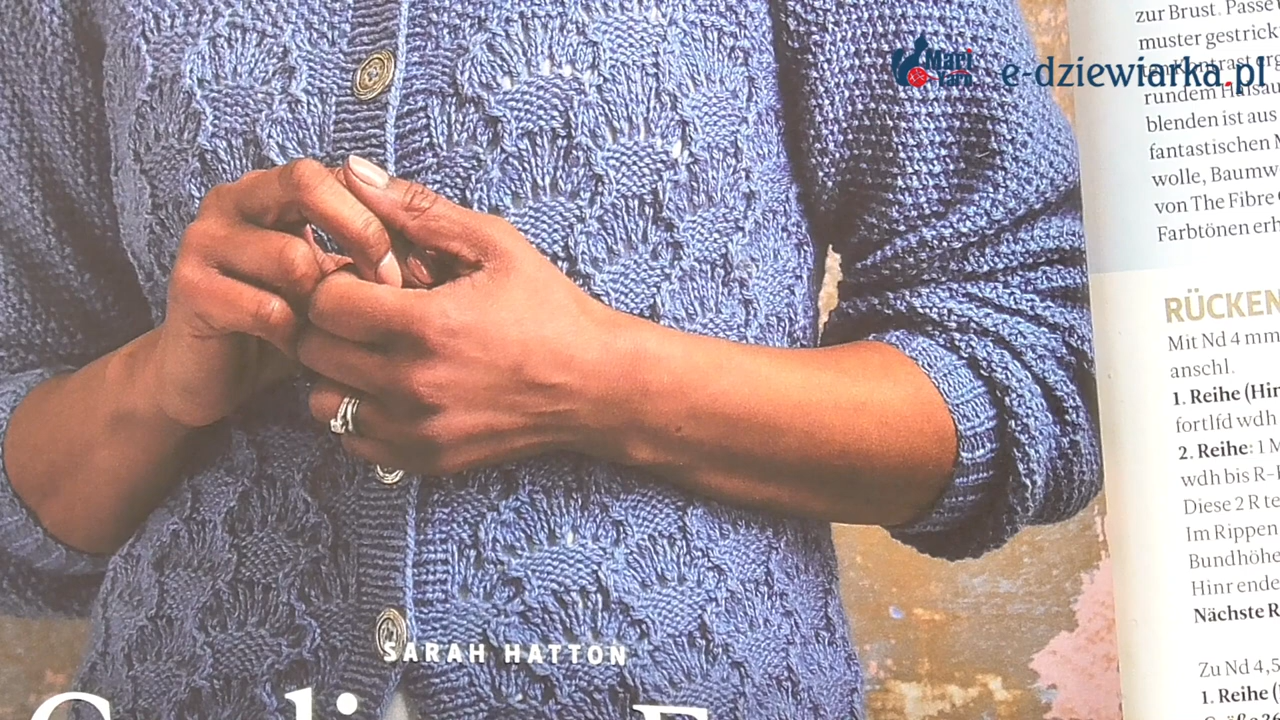 Mari
Yarn
e-dziewiarka.pl
zur Brust. Passe
muster gestrick
rundem Halsau
blenden ist aus
fantastischen M
wolle, Baumw
von The Fibre
Farbtönen erh
RÜCKEN
Mit Nd 4 mm
anschl.
1. Reihe (Hin
fortlfd wdh
2. Reihe: 1 M
wdh bis R-
Diese 2 R te
Im Rippen
Bundhöhe
Hinr ende
Nächste R
Zu Nd 4,5
1. Reihe (
SARAH HATTON